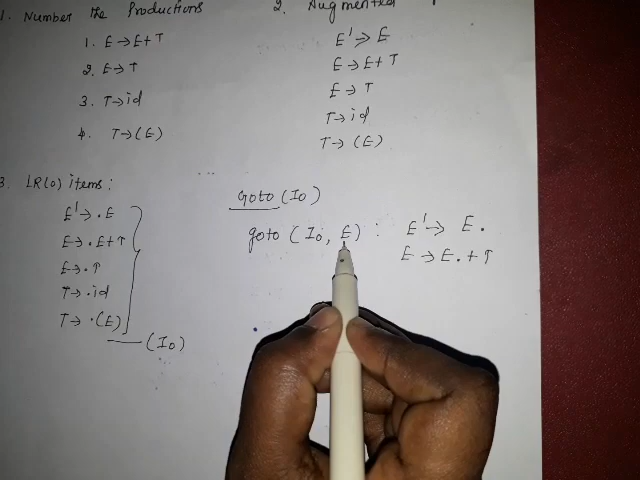 1. Number the Productions
1. E→E+T
2. E→T
3. T→id
4. T→(E)
2. Augmented
E'→E
E→E+T
E→T
T→id
T→(E)
3. LR(0) items:
E'→.E
E→.E+T
E→.T
T→.id
T→.(E)
(I0)
Goto (I0)
goto (I0, E) : E'→ E.
E→E.+T